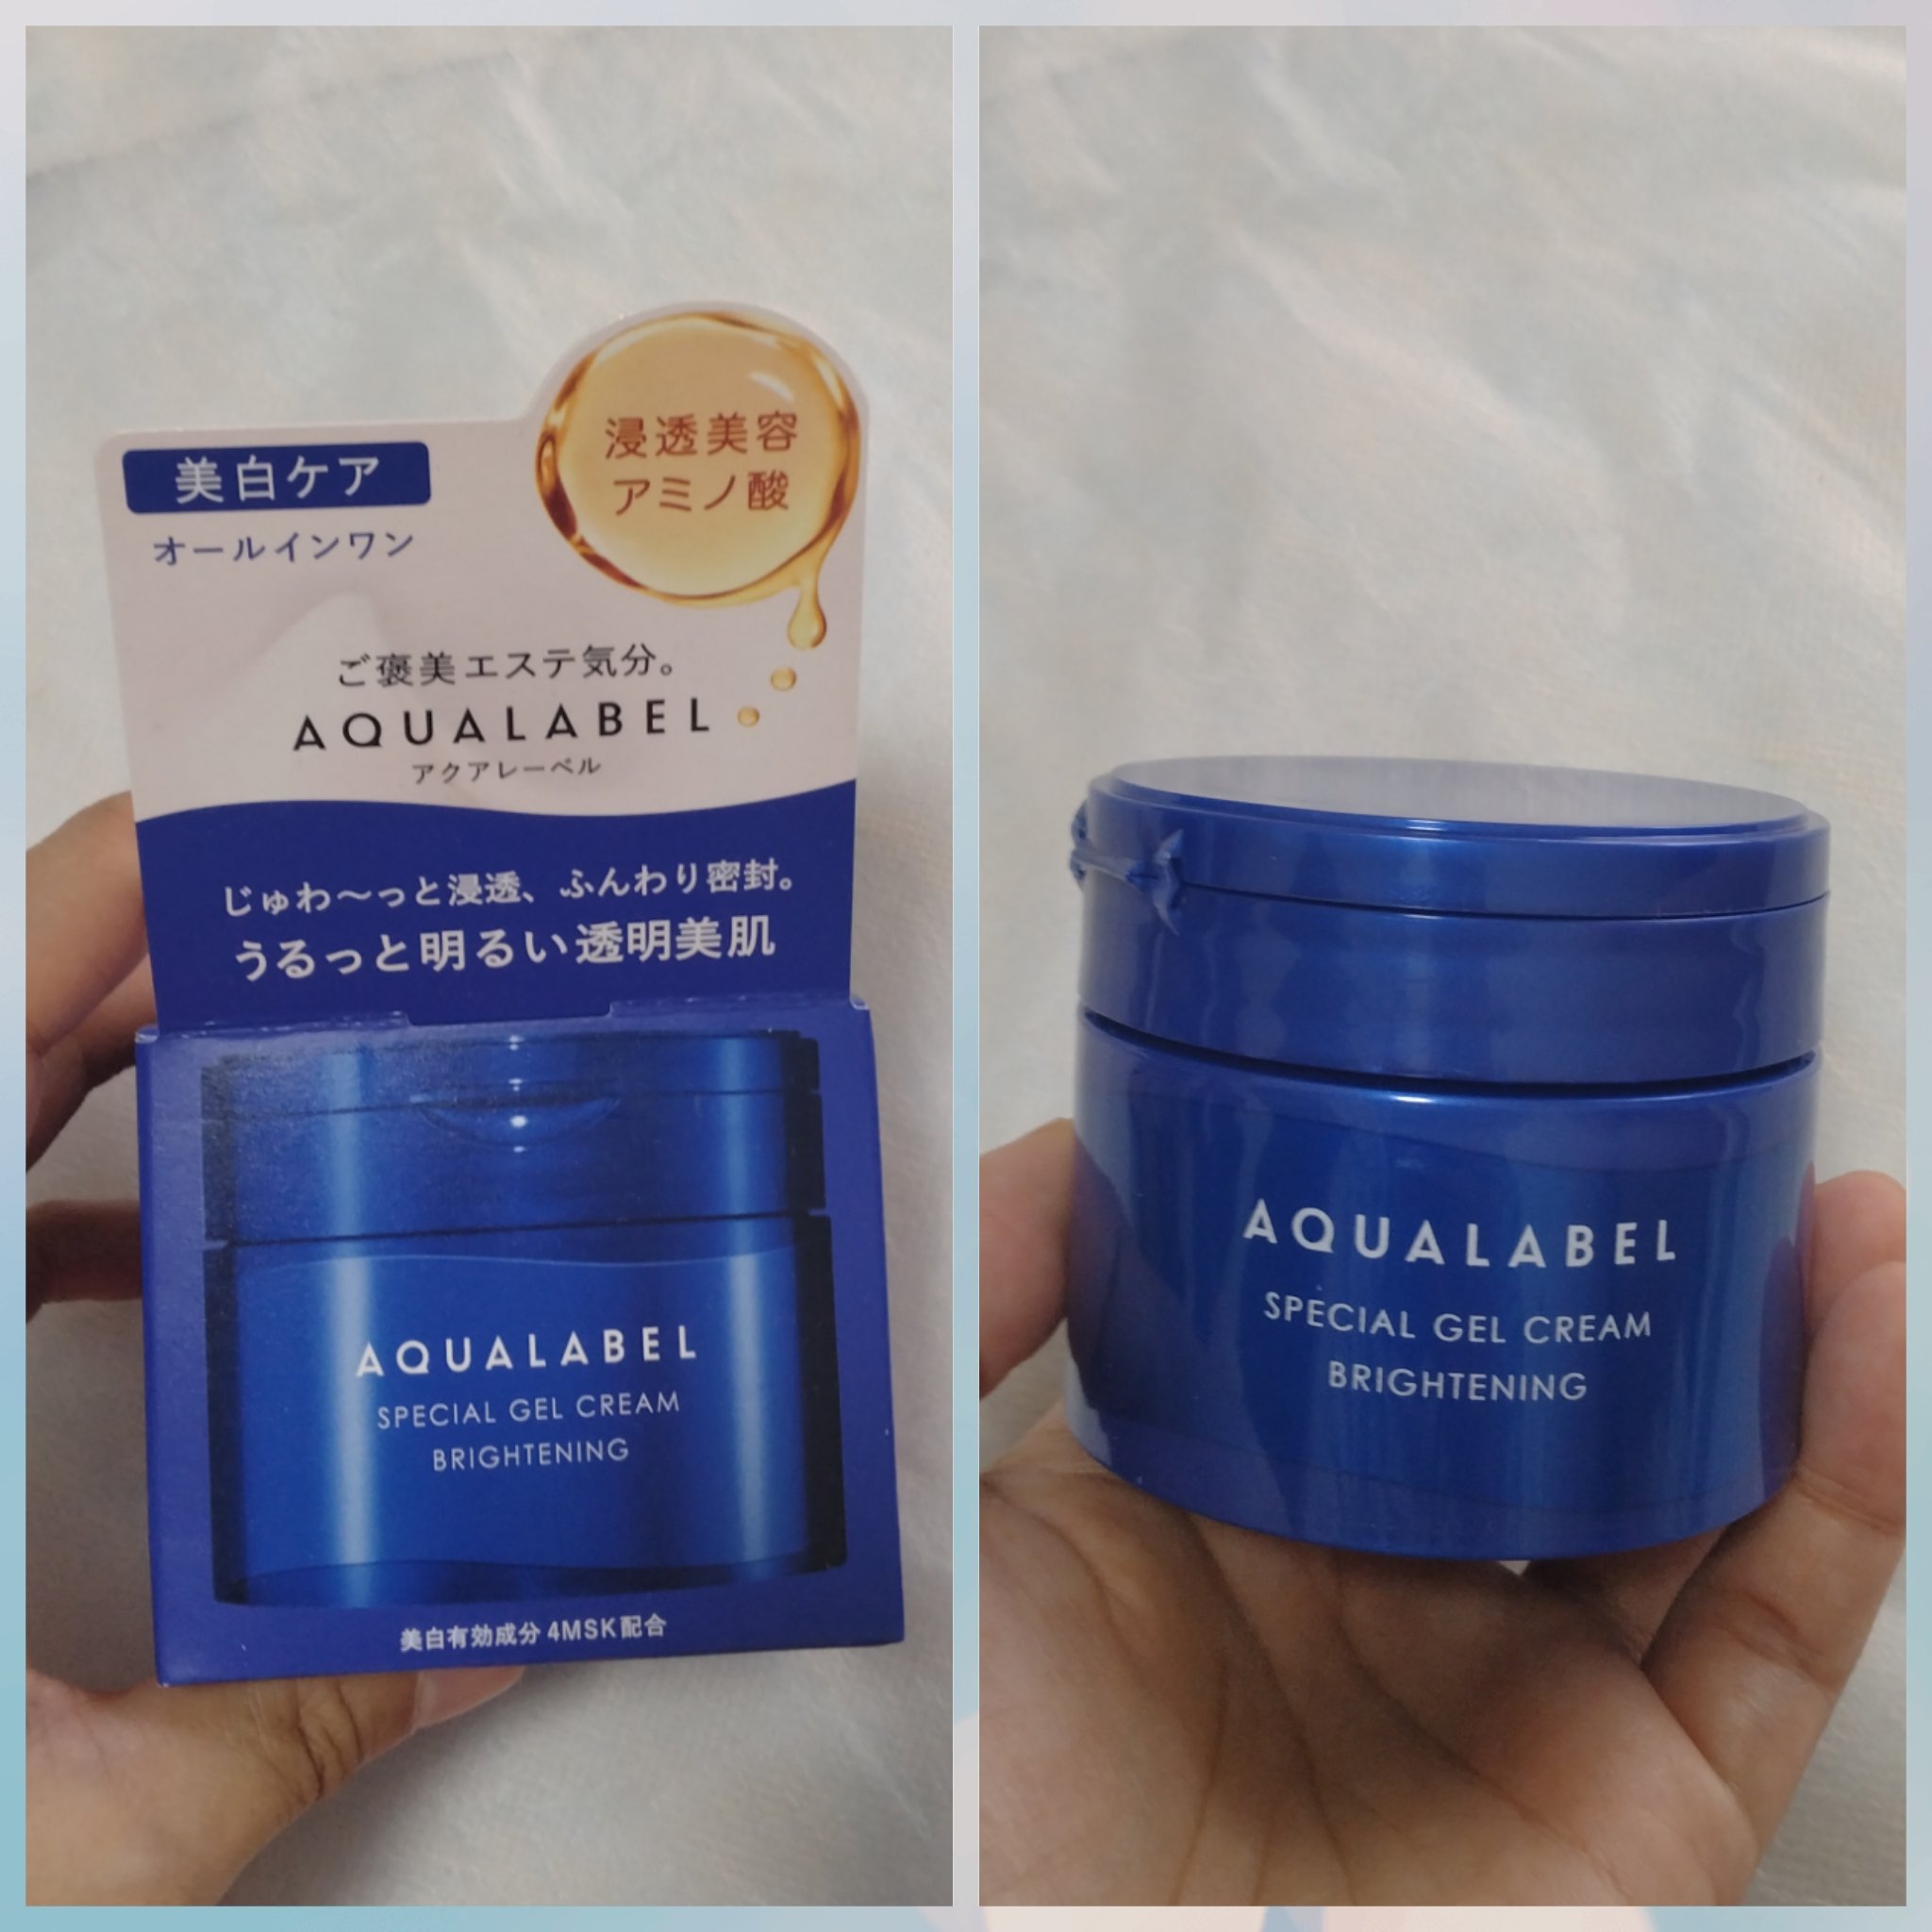 美白ケア
オールインワン
浸透美容
アミノ酸
ご褒美エステ気分。
AQUALABEL
アクアレーベル
じゅわ～っと浸透、ふんわり密封。
うるっと明るい透明美肌
AQUALABEL
SPECIAL GEL CREAM
BRIGHTENING
美白有効成分 4MSK配合
AQUALABEL
SPECIAL GEL CREAM
BRIGHTENING